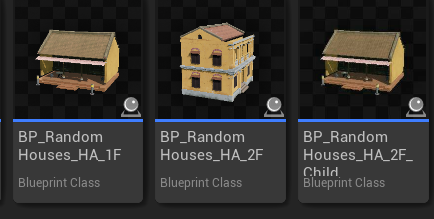 BP_Random
Houses_HA_1F
Blueprint Class
BP_Random
Houses_HA_2F
Blueprint Class
BP_Random
Houses_HA_2F_
Child
Blueprint Class